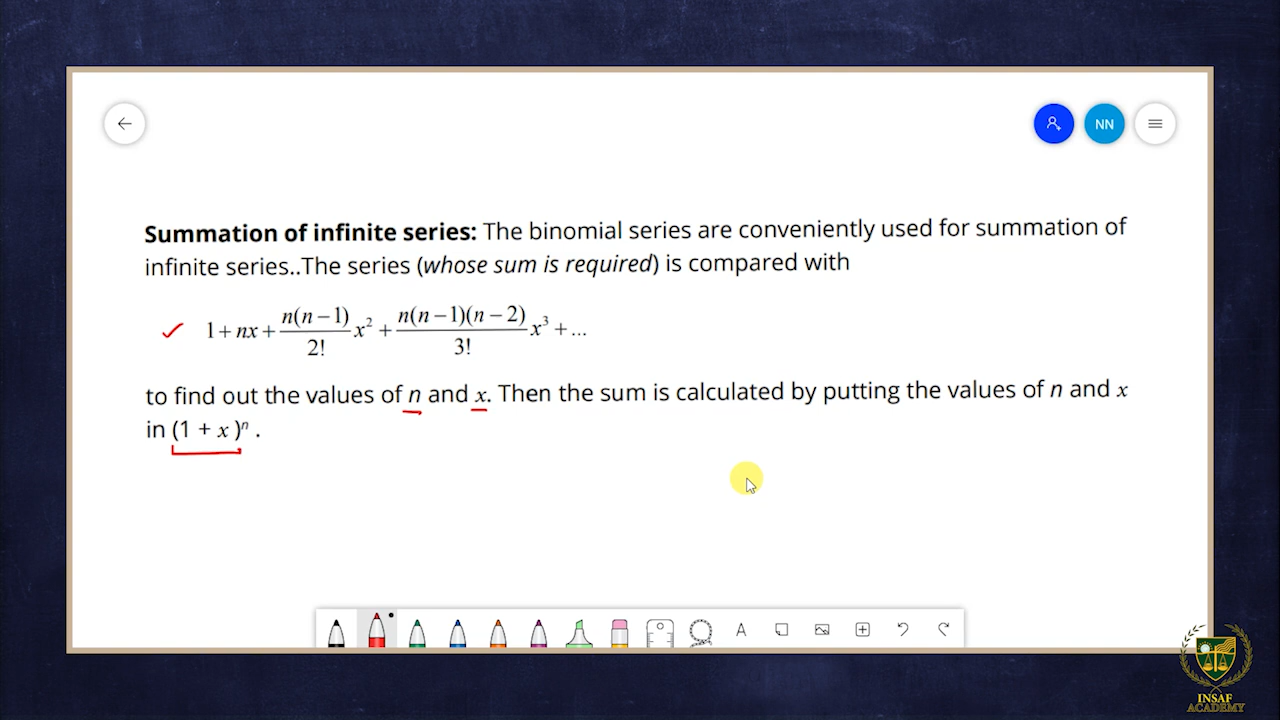 NN
Summation of infinite series: The binomial series are conveniently used for summation of
infinite series..The series (whose sum is required) is compared with
1 + nx + n(n − 1)/2! x² + n(n − 1)(n − 2)/3! x³ + ...
to find out the values of n and x. Then the sum is calculated by putting the values of n and x
in (1 + x )ⁿ .
A
INSAF
ACADEMY